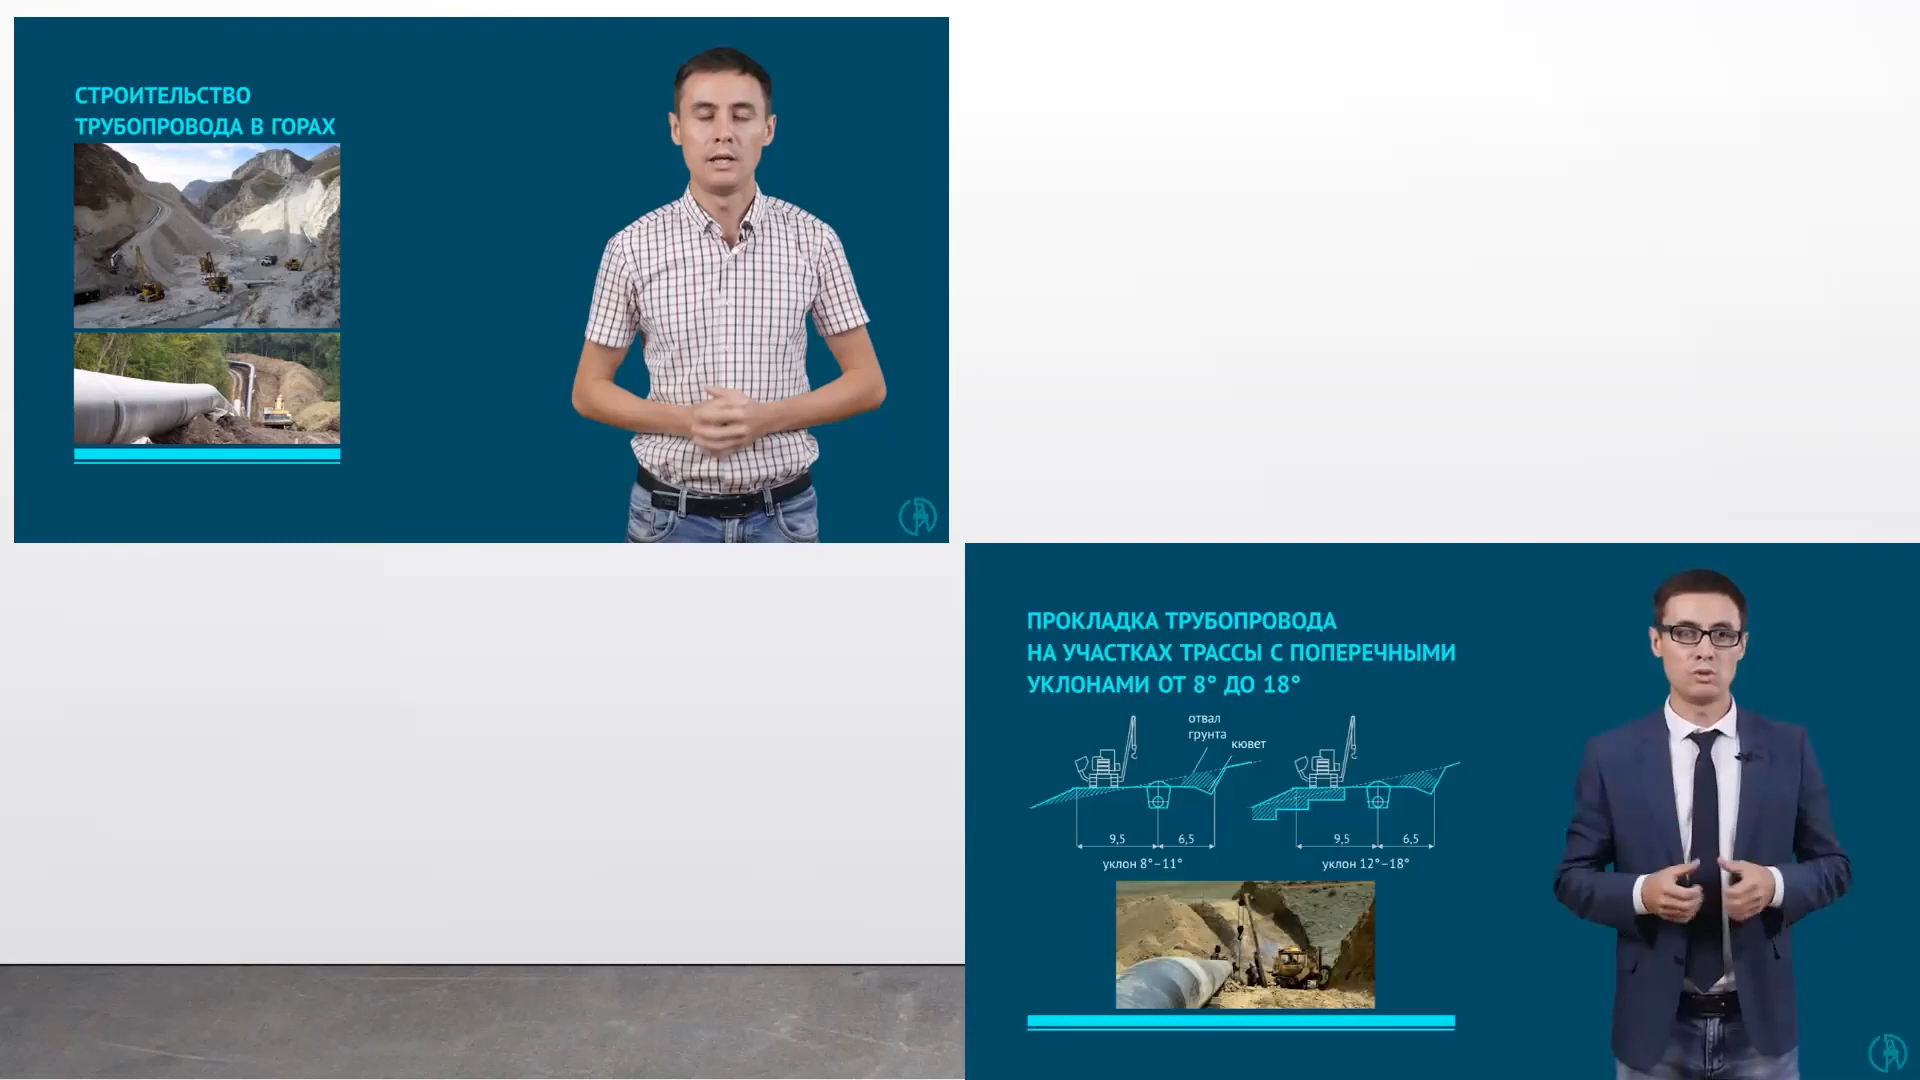 СТРОИТЕЛЬСТВО
ТРУБОПРОВОДА В ГОРАХ
ПРОКЛАДКА ТРУБОПРОВОДА
НА УЧАСТКАХ ТРАССЫ С ПОПЕРЕЧНЫМИ
УКЛОНАМИ ОТ 8° ДО 18°
отвал
грунта
кювет
9,5 6,5 9,5 6,5
уклон 8°–11° уклон 12°–18°